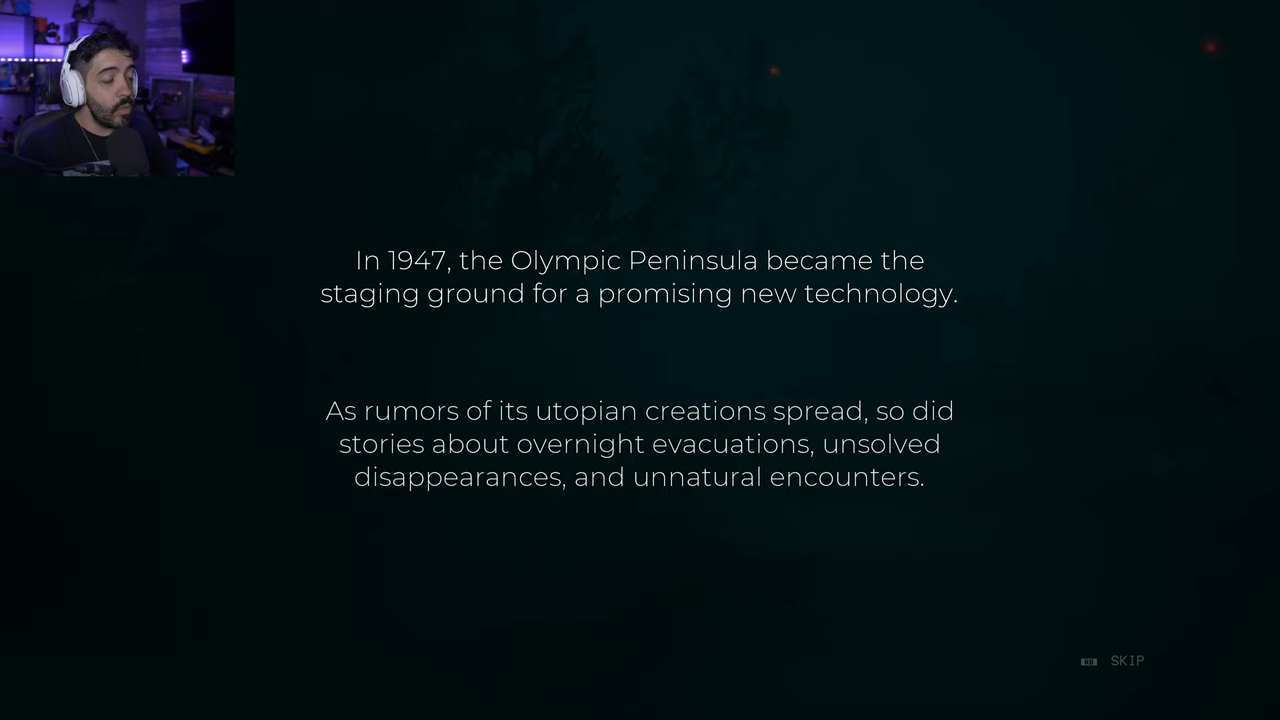 In 1947, the Olympic Peninsula became the
staging ground for a promising new technology.
As rumors of its utopian creations spread, so did
stories about overnight evacuations, unsolved
disappearances, and unnatural encounters.
RB SKIP